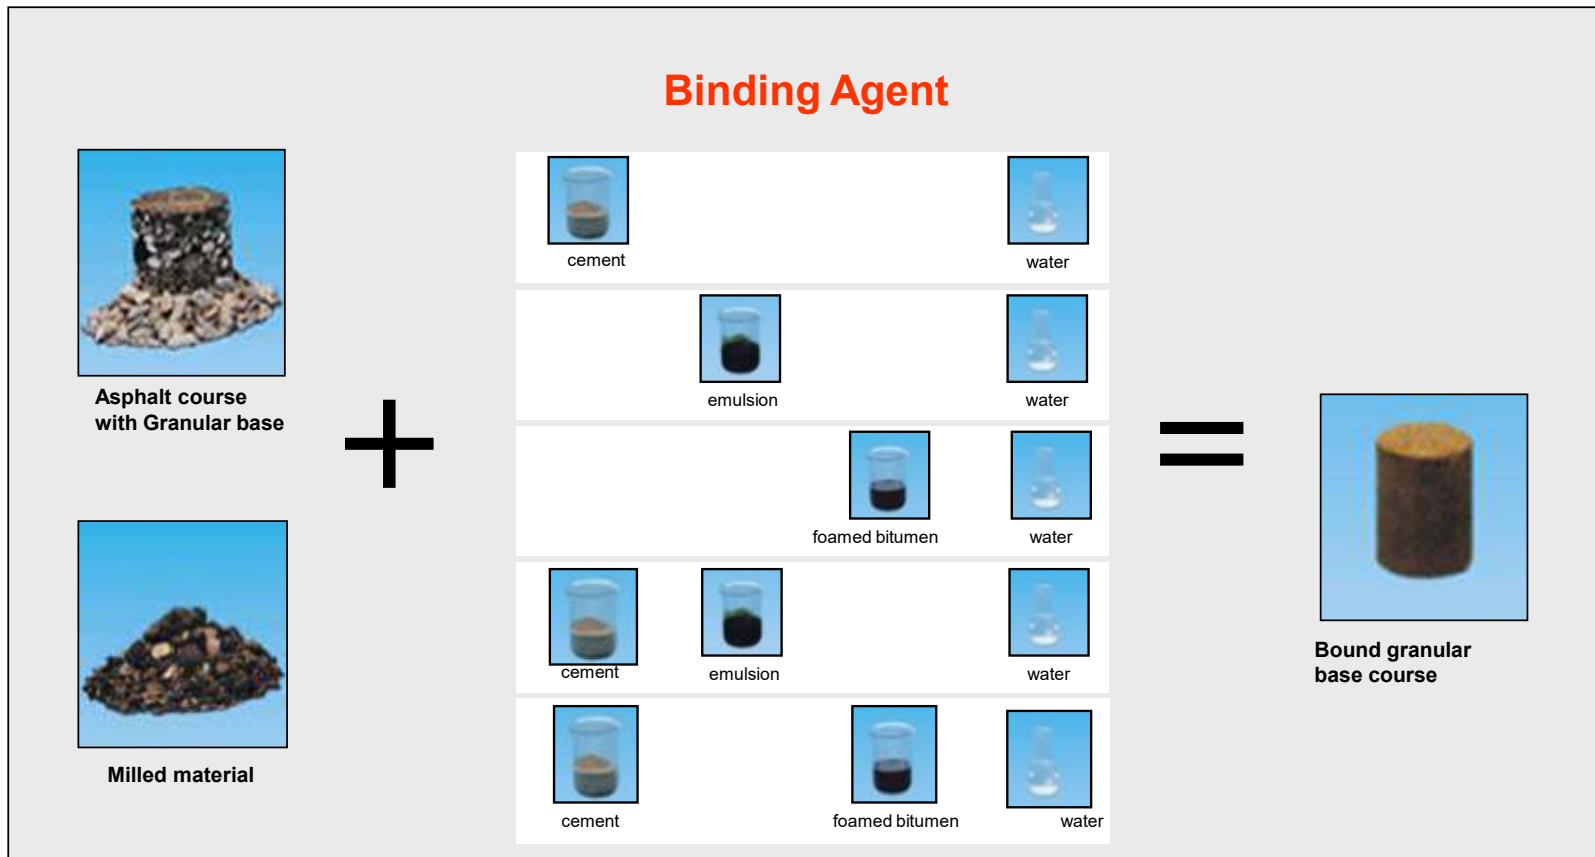 Binding Agent
Asphalt course
with Granular base
Milled material
cement
water
emulsion
water
foamed bitumen
water
cement
emulsion
water
cement
foamed bitumen
water
Bound granular
base course